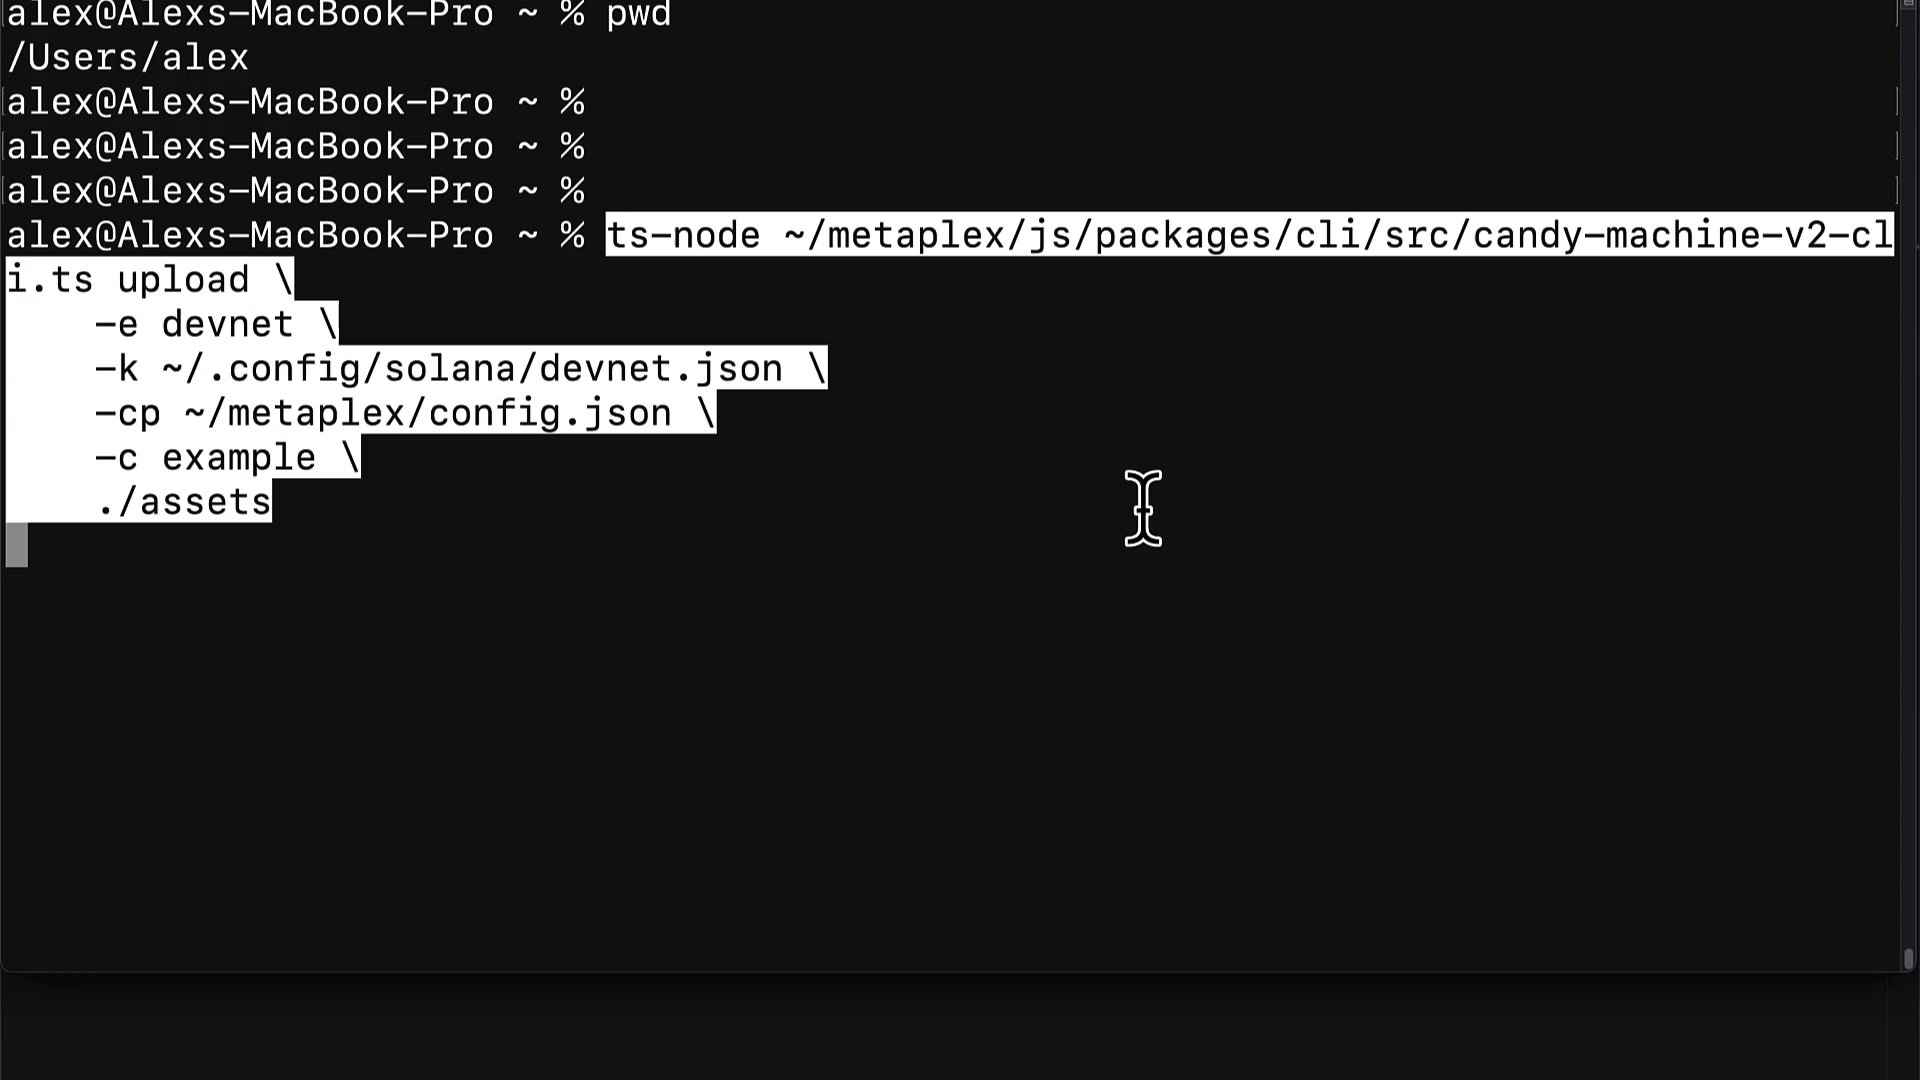 alex@Alexs-MacBook-Pro ~ % pwd
/Users/alex
alex@Alexs-MacBook-Pro ~ %
alex@Alexs-MacBook-Pro ~ %
alex@Alexs-MacBook-Pro ~ %
alex@Alexs-MacBook-Pro ~ % ts-node ~/metaplex/js/packages/cli/src/candy-machine-v2-cl
i.ts upload \
    -e devnet \
    -k ~/.config/solana/devnet.json \
    -cp ~/metaplex/config.json \
    -c example \
    ./assets